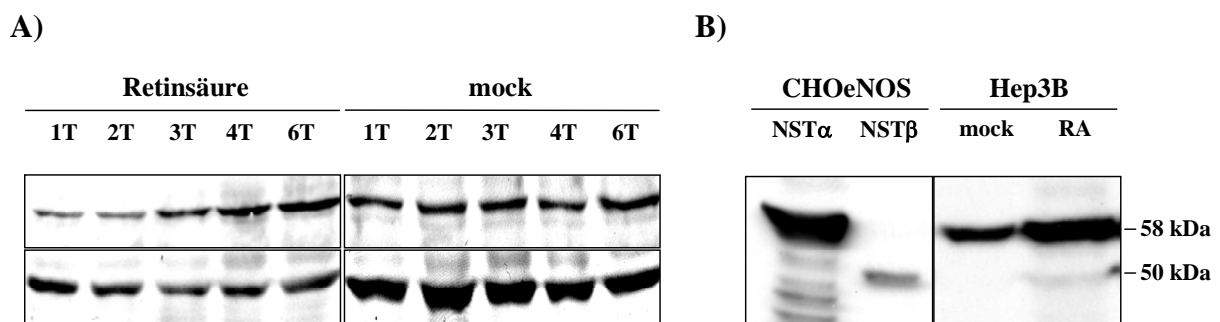 A)
Retinsäure mock
1T 2T 3T 4T 6T 1T 2T 3T 4T 6T
B)
CHOeNOS Hep3B
NSTα NSTβ mock RA
58 kDa
50 kDa